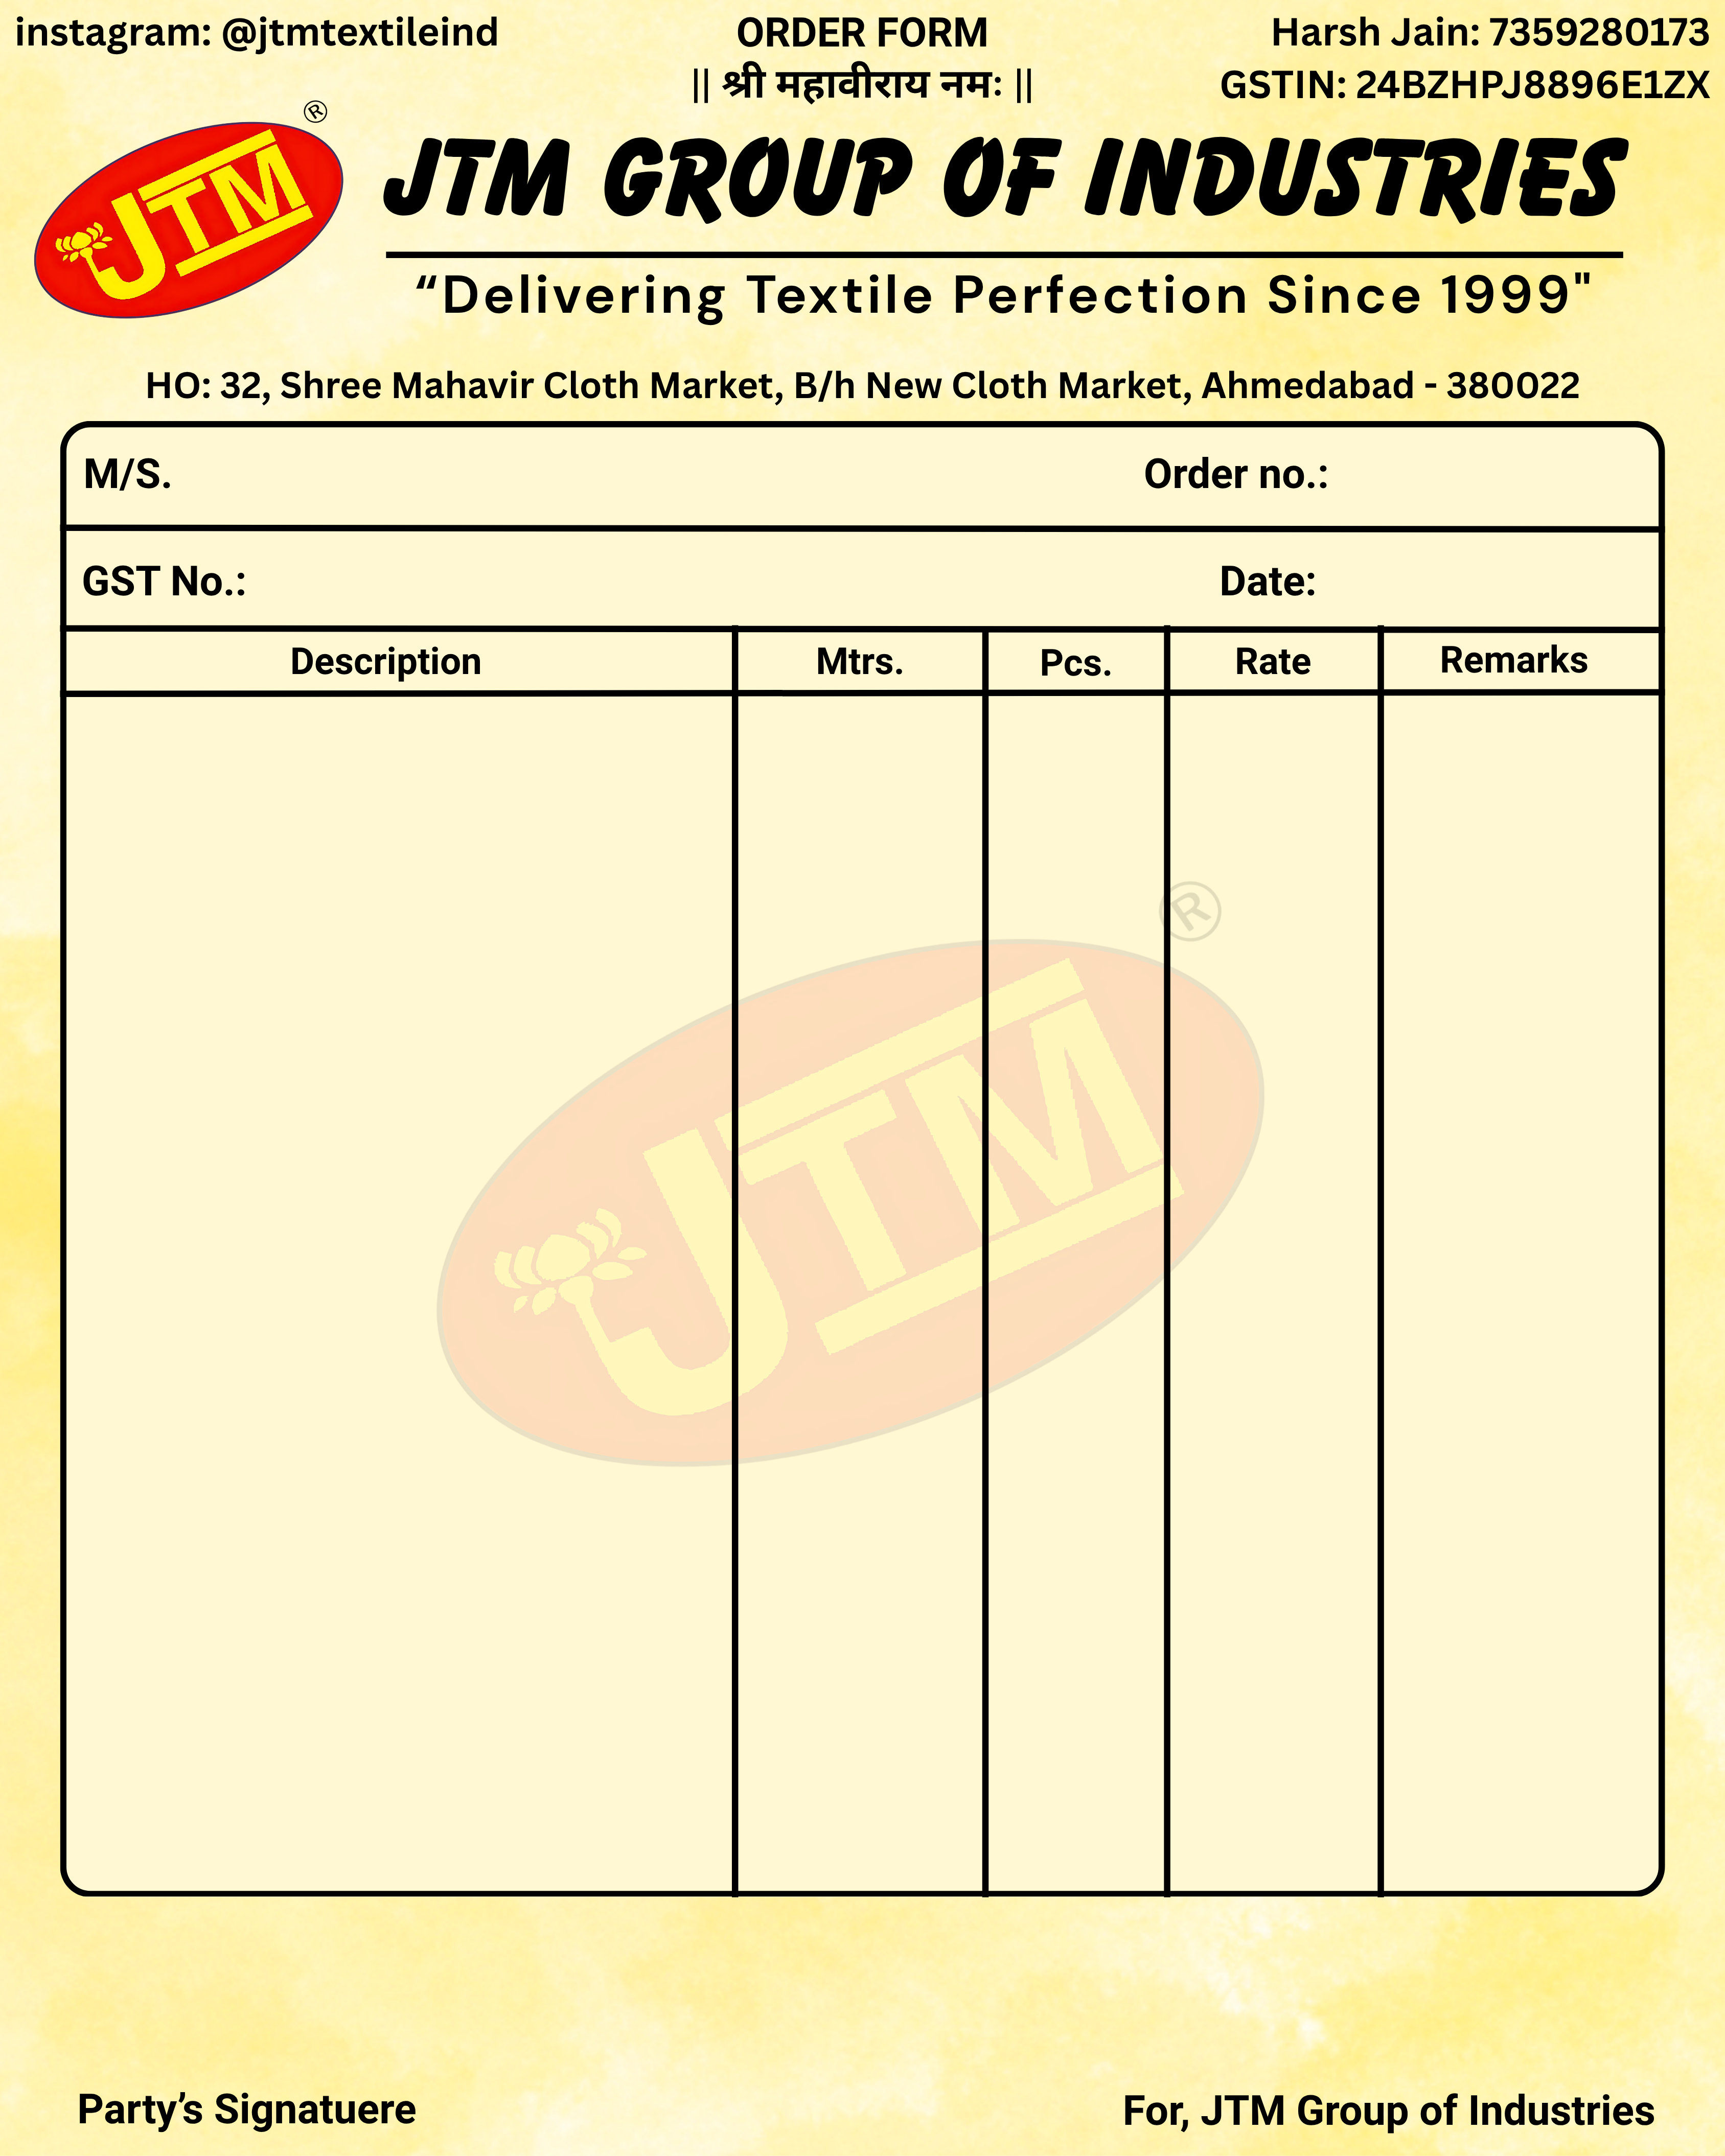 instagram: @jtmtextileind
ORDER FORM
Harsh Jain: 7359280173
|| श्री महावीराय नमः ||
GSTIN: 24BZHPJ8896E1ZX
®
JTM
JTM GROUP OF INDUSTRIES
“Delivering Textile Perfection Since 1999"
HO: 32, Shree Mahavir Cloth Market, B/h New Cloth Market, Ahmedabad - 380022
M/S. Order no.:
GST No.: Date:
Description Mtrs. Pcs. Rate Remarks
®
JTM
Party’s Signatuere
For, JTM Group of Industries